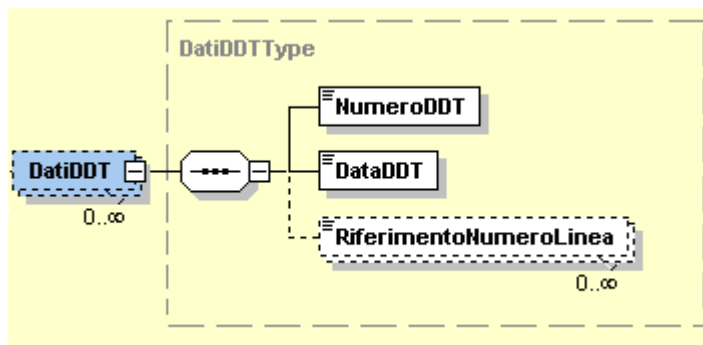 DatiDDTType
NumeroDDT
DatiDDT
DataDDT
0..∞
RiferimentoNumeroLinea
0..∞